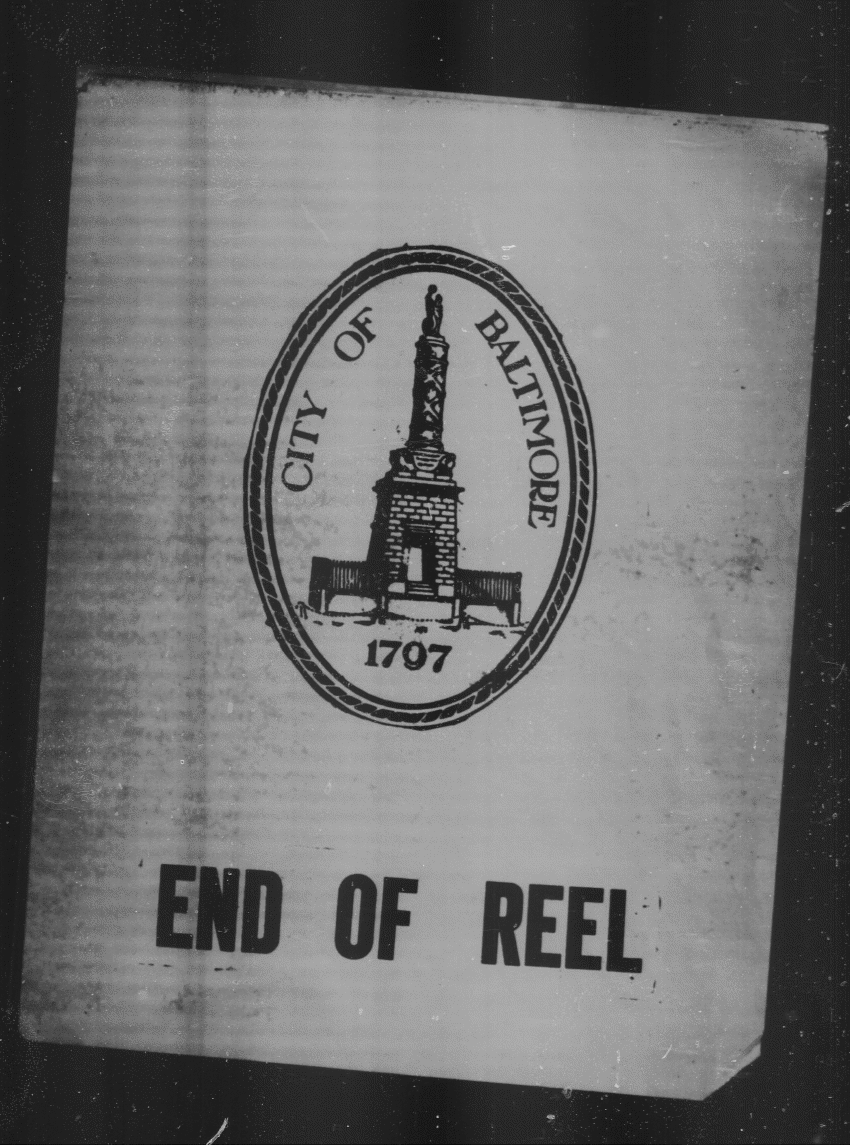 CITY OF BALTIMORE
1797
END OF REEL